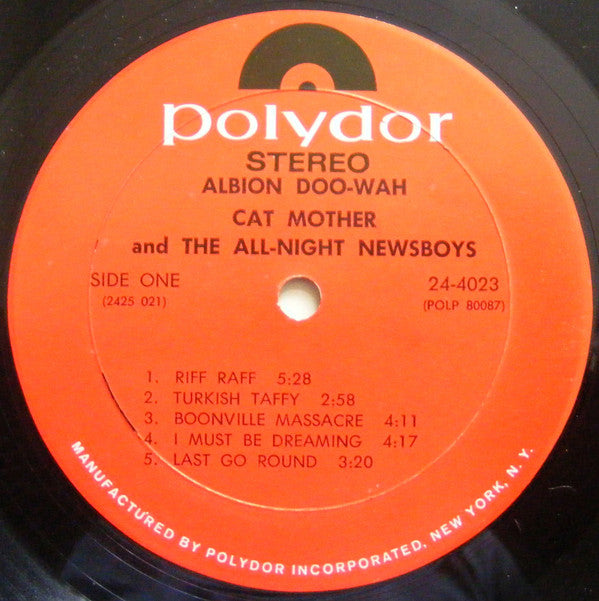 polydor
STEREO
ALBION DOO-WAH
CAT MOTHER
and THE ALL-NIGHT NEWSBOYS
SIDE ONE 24-4023
(2425 021) (POLP 80087)
1. RIFF RAFF 5:28
2. TURKISH TAFFY 2:58
3. BOONVILLE MASSACRE 4:11
4. I MUST BE DREAMING 4:17
5. LAST GO ROUND 3:20
MANUFACTURED BY POLYDOR INCORPORATED, NEW YORK, N. Y.